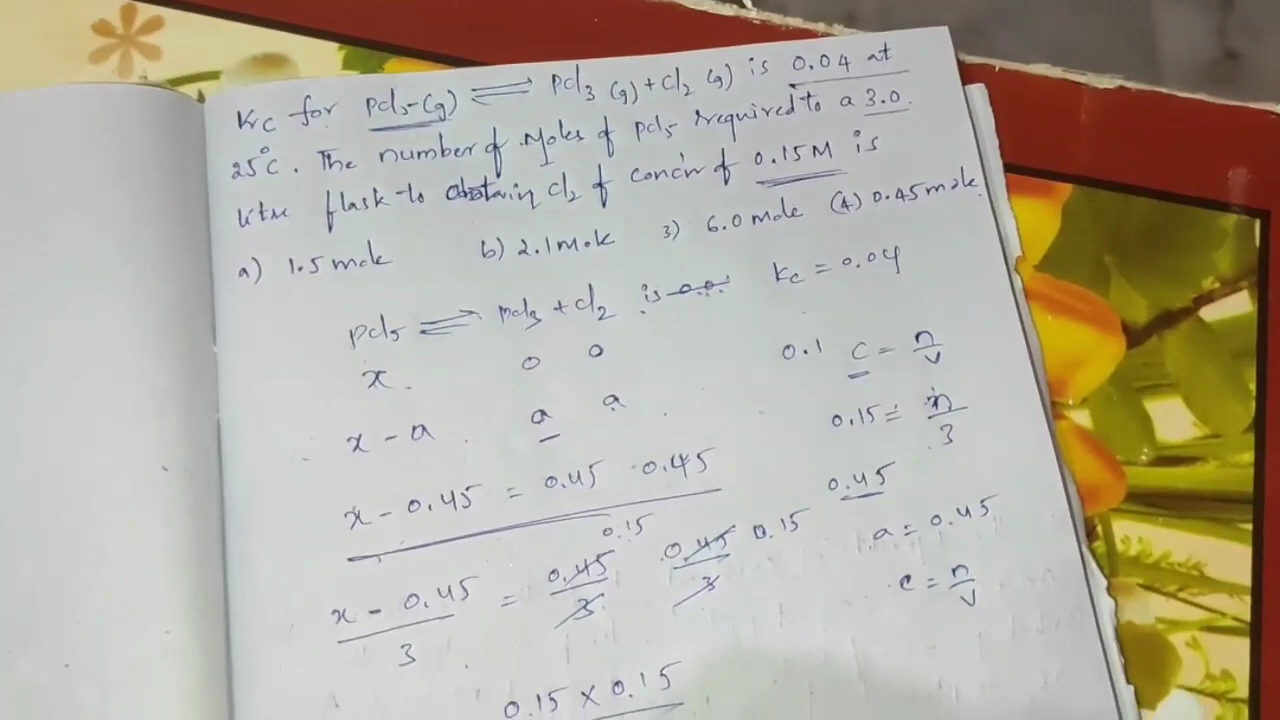 Kc for pcl5-(g) ⇌ pcl3 (g) + cl2 (g) is 0.04 at
25°C. The number of Moles of pcl5 required to a 3.0
litre flask to obtaing cl2 of conc'n of 0.15M is
a) 1.5 mole b) 2.1 mole 3) 6.0 mole (4) 0.45 mole
pcl5 ⇌ pcl3 + cl2 is Kc = 0.04
x. 0 0 0.1 C = n/v
x - a a a 0.15 = n/3
x - 0.45 = 0.45 0.45 0.45
0.15 0.15 a = 0.45
x - 0.45 / 3 = 0.45/3 0.45/3 c = n/v
0.15 x 0.15